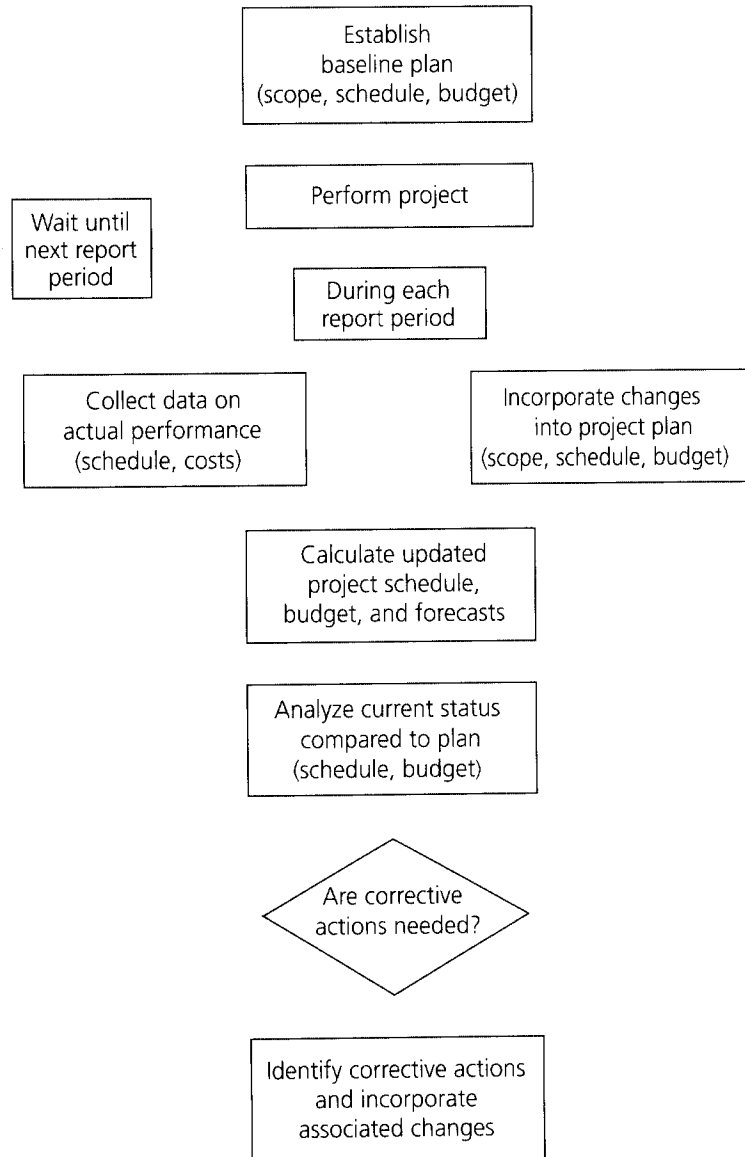 Establish
baseline plan
(scope, schedule, budget)
Perform project
Wait until
next report
period
During each
report period
Collect data on
actual performance
(schedule, costs)
Incorporate changes
into project plan
(scope, schedule, budget)
Calculate updated
project schedule,
budget, and forecasts
Analyze current status
compared to plan
(schedule, budget)
Are corrective
actions needed?
Identify corrective actions
and incorporate
associated changes